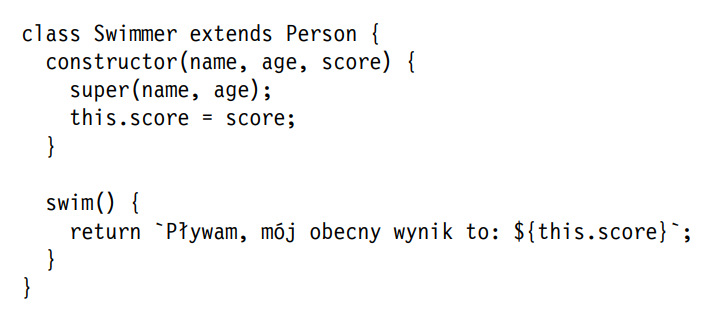 class Swimmer extends Person {
  constructor(name, age, score) {
    super(name, age);
    this.score = score;
  }

  swim() {
    return `Pływam, mój obecny wynik to: ${this.score}`;
  }
}